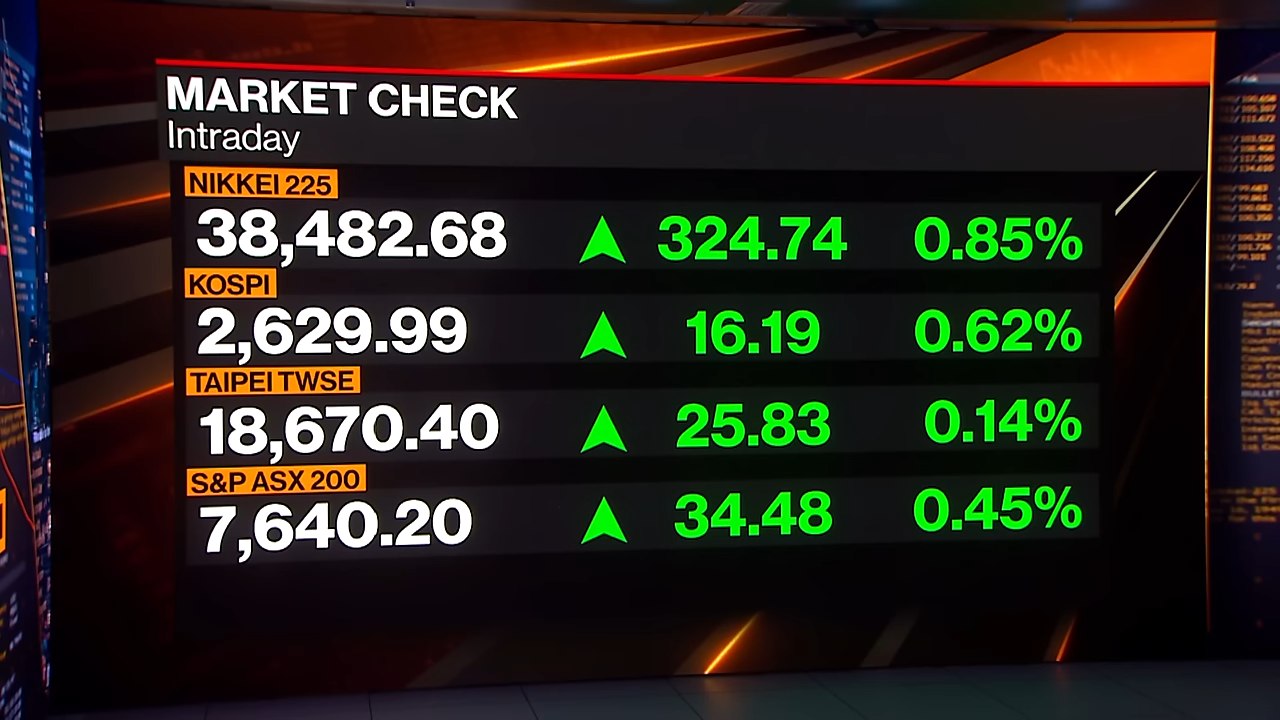 MARKET CHECK
Intraday
NIKKEI 225
38,482.68 ▲ 324.74 0.85%
KOSPI
2,629.99 ▲ 16.19 0.62%
TAIPEI TWSE
18,670.40 ▲ 25.83 0.14%
S&P ASX 200
7,640.20 ▲ 34.48 0.45%